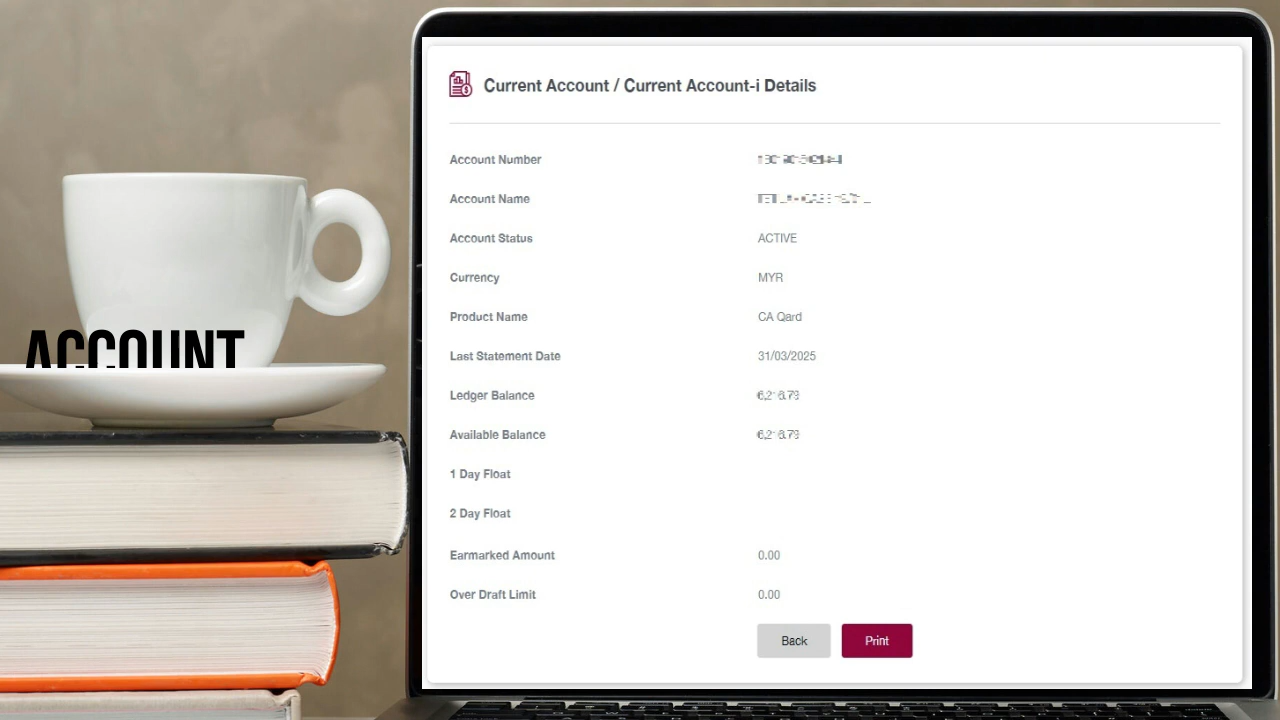 Current Account / Current Account-i Details
Account Number
Account Name
Account Status ACTIVE
Currency MYR
Product Name CA Qard
Last Statement Date 31/03/2025
Ledger Balance
Available Balance
1 Day Float
2 Day Float
Earmarked Amount 0.00
Over Draft Limit 0.00
Back Print
ACCOUNT